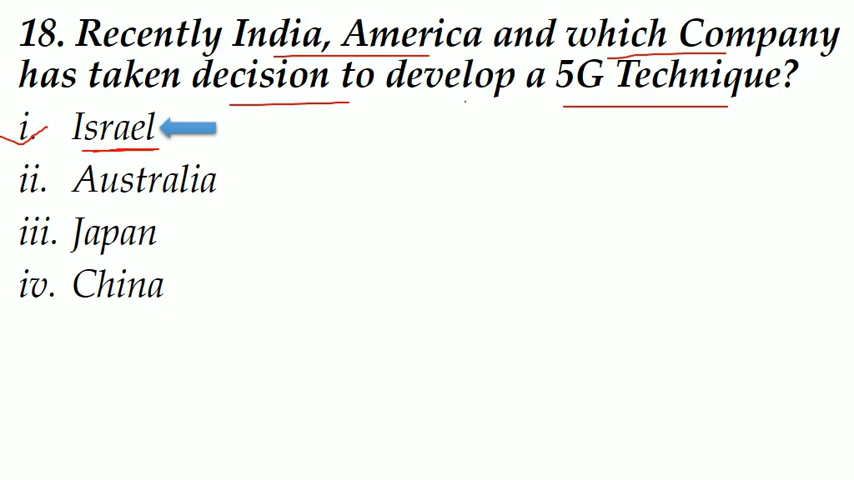 18. Recently India, America and which Company
has taken decision to develop a 5G Technique?
i. Israel
ii. Australia
iii. Japan
iv. China